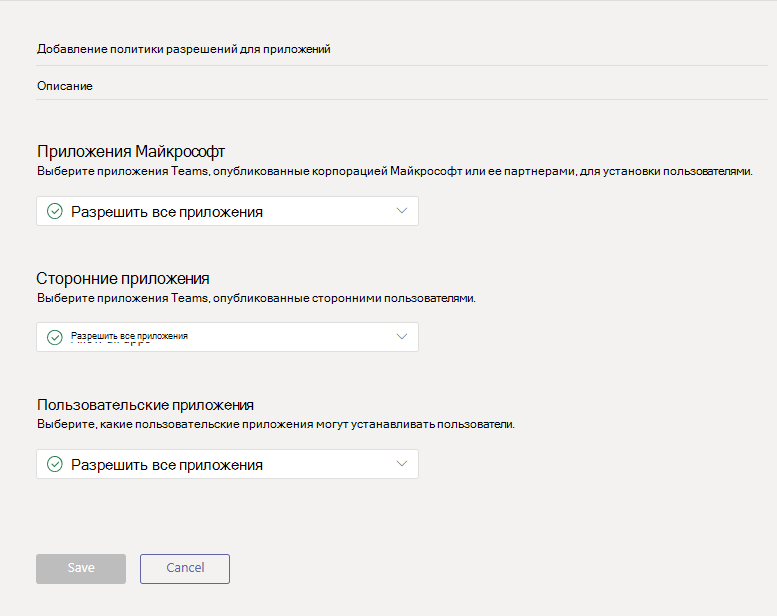 Добавление политики разрешений для приложений
Описание
Приложения Майкрософт
Выберите приложения Teams, опубликованные корпорацией Майкрософт или ее партнерами, для установки пользователями.
Разрешить все приложения
Сторонние приложения
Выберите приложения Teams, опубликованные сторонними пользователями.
Разрешить все приложения
Пользовательские приложения
Выберите, какие пользовательские приложения могут устанавливать пользователи.
Разрешить все приложения
Save
Cancel